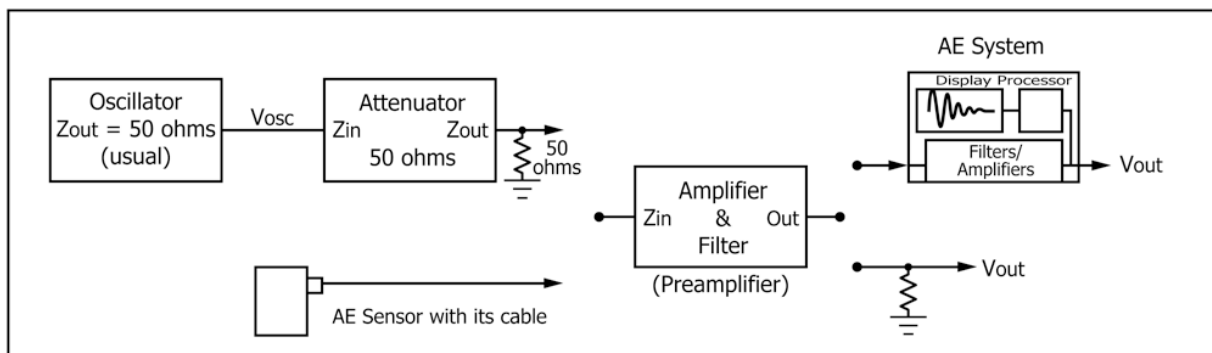 AE System
Display Processor
Oscillator
Zout = 50 ohms
(usual)
Vosc
Attenuator
Zin Zout
50 ohms
50
ohms
Filters/
Amplifiers
Vout
Amplifier
Zin & Out
Filter
(Preamplifier)
Vout
AE Sensor with its cable